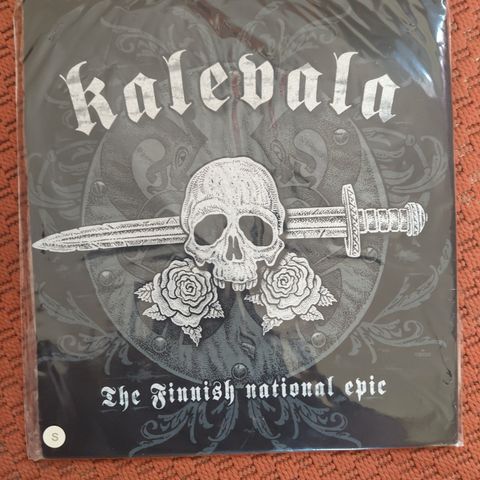 kalevala
The Finnish national epic
S